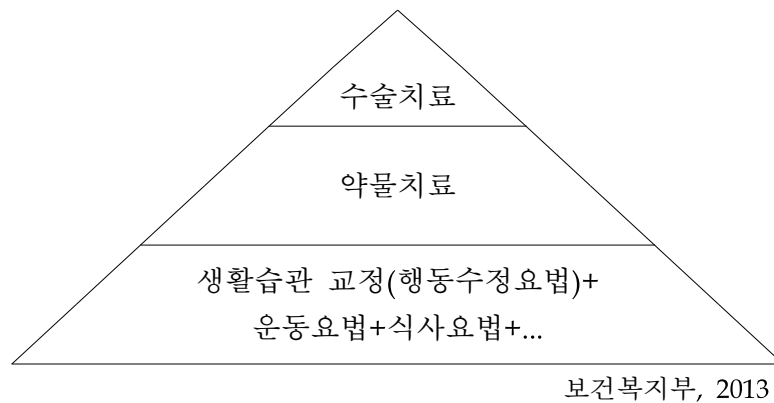 수술치료
약물치료
생활습관 교정(행동수정요법)+
운동요법+식사요법+...
보건복지부, 2013